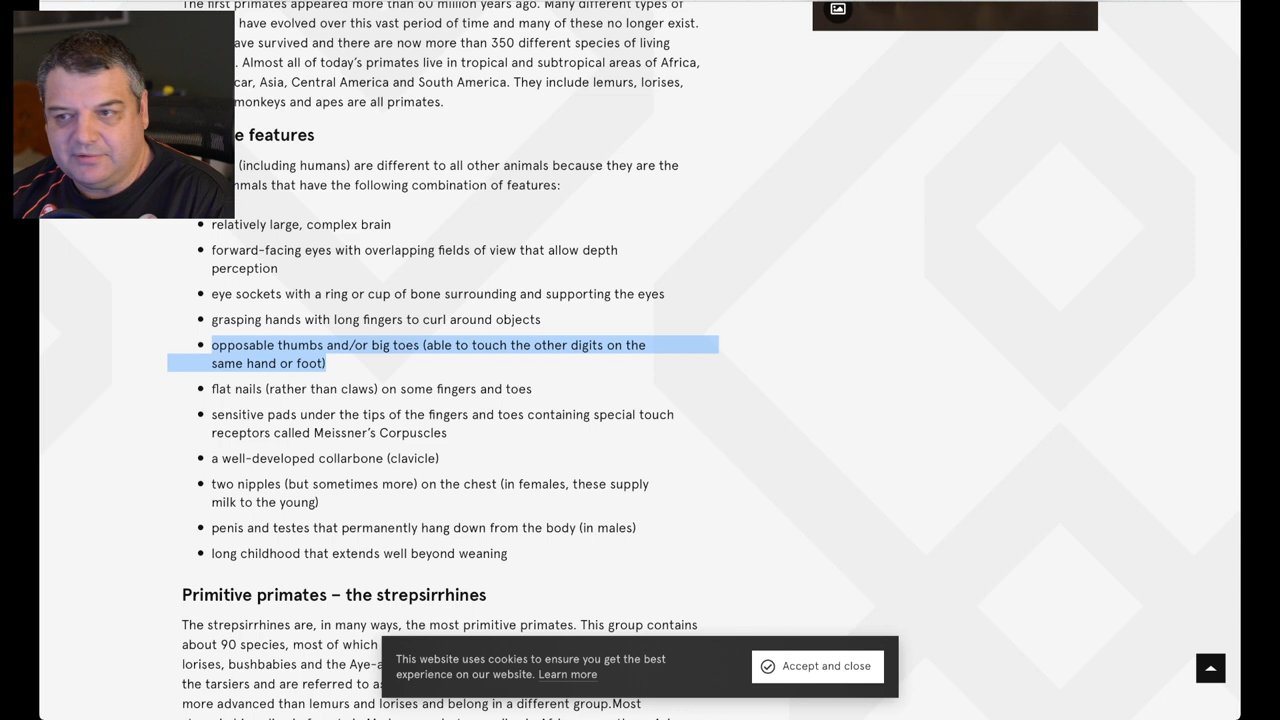 The first primates appeared more than 60 million years ago. Many different types of
have evolved over this vast period of time and many of these no longer exist.
ave survived and there are now more than 350 different species of living
. Almost all of today's primates live in tropical and subtropical areas of Africa,
car, Asia, Central America and South America. They include lemurs, lorises,
monkeys and apes are all primates.
e features
(including humans) are different to all other animals because they are the
mmals that have the following combination of features:
• relatively large, complex brain
• forward-facing eyes with overlapping fields of view that allow depth
perception
• eye sockets with a ring or cup of bone surrounding and supporting the eyes
• grasping hands with long fingers to curl around objects
• opposable thumbs and/or big toes (able to touch the other digits on the
same hand or foot)
• flat nails (rather than claws) on some fingers and toes
• sensitive pads under the tips of the fingers and toes containing special touch
receptors called Meissner's Corpuscles
• a well-developed collarbone (clavicle)
• two nipples (but sometimes more) on the chest (in females, these supply
milk to the young)
• penis and testes that permanently hang down from the body (in males)
• long childhood that extends well beyond weaning
Primitive primates – the strepsirrhines
The strepsirrhines are, in many ways, the most primitive primates. This group contains
about 90 species, most of which
lorises, bushbabies and the Aye-a
the tarsiers and are referred to as
more advanced than lemurs and lorises and belong in a different group.Most
This website uses cookies to ensure you get the best
experience on our website. Learn more
Accept and close